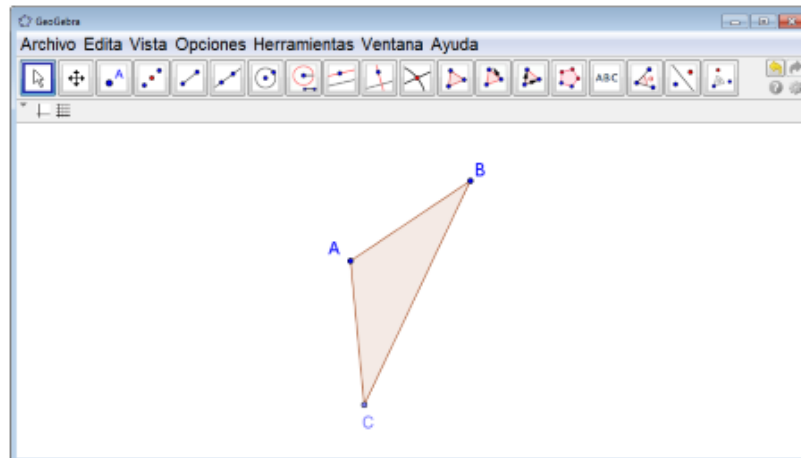 GeoGebra
Archivo Edita Vista Opciones Herramientas Ventana Ayuda
A
ABC
B
A
C